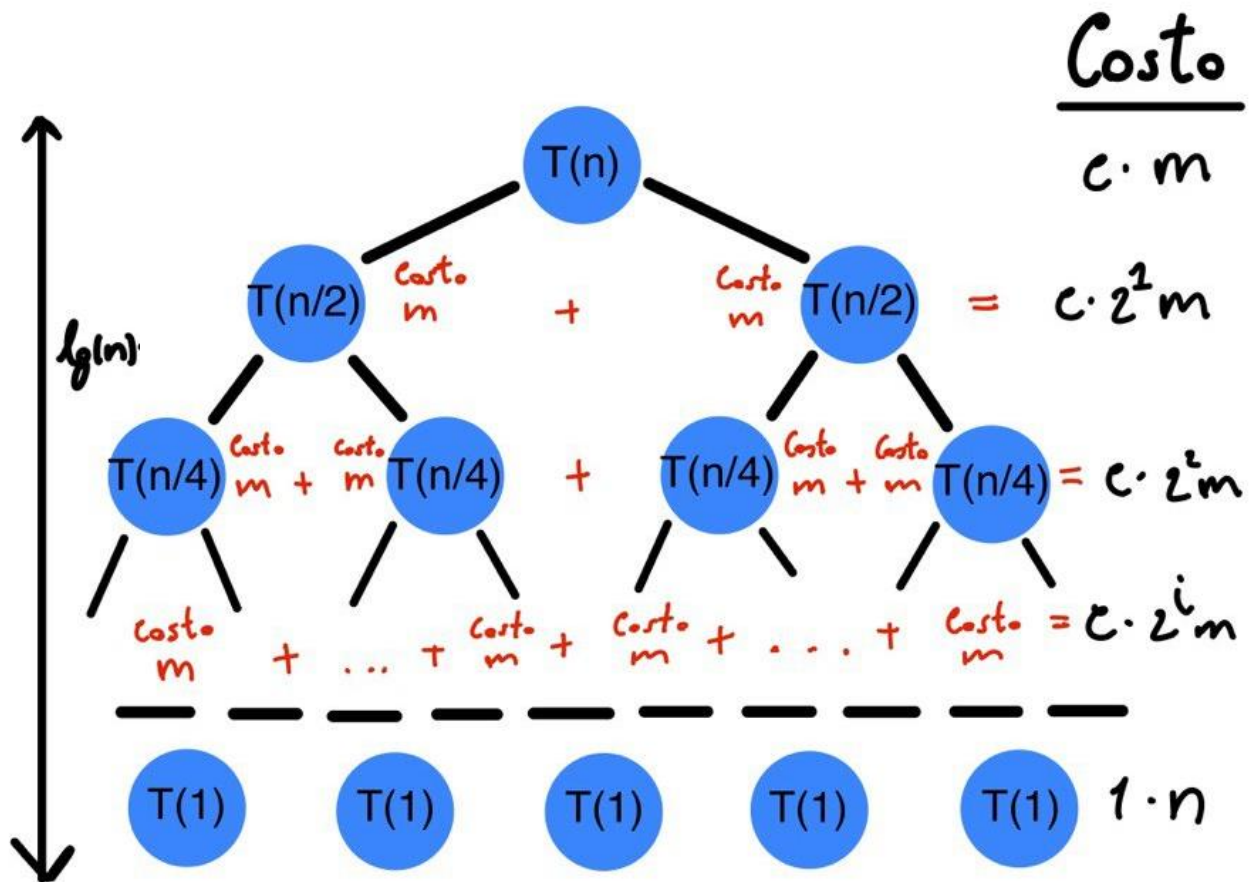 Costo
T(n)
c · m
T(n/2) Costo m + Costo m T(n/2) = c · 2¹m
lg(n)
T(n/4) Costo m + Costo m T(n/4) + T(n/4) Costo m + Costo m T(n/4) = c · 2²m
Costo m + ... + Costo m + Costo m + .... + Costo m = c · 2ⁱm
T(1) T(1) T(1) T(1) T(1) 1 · n